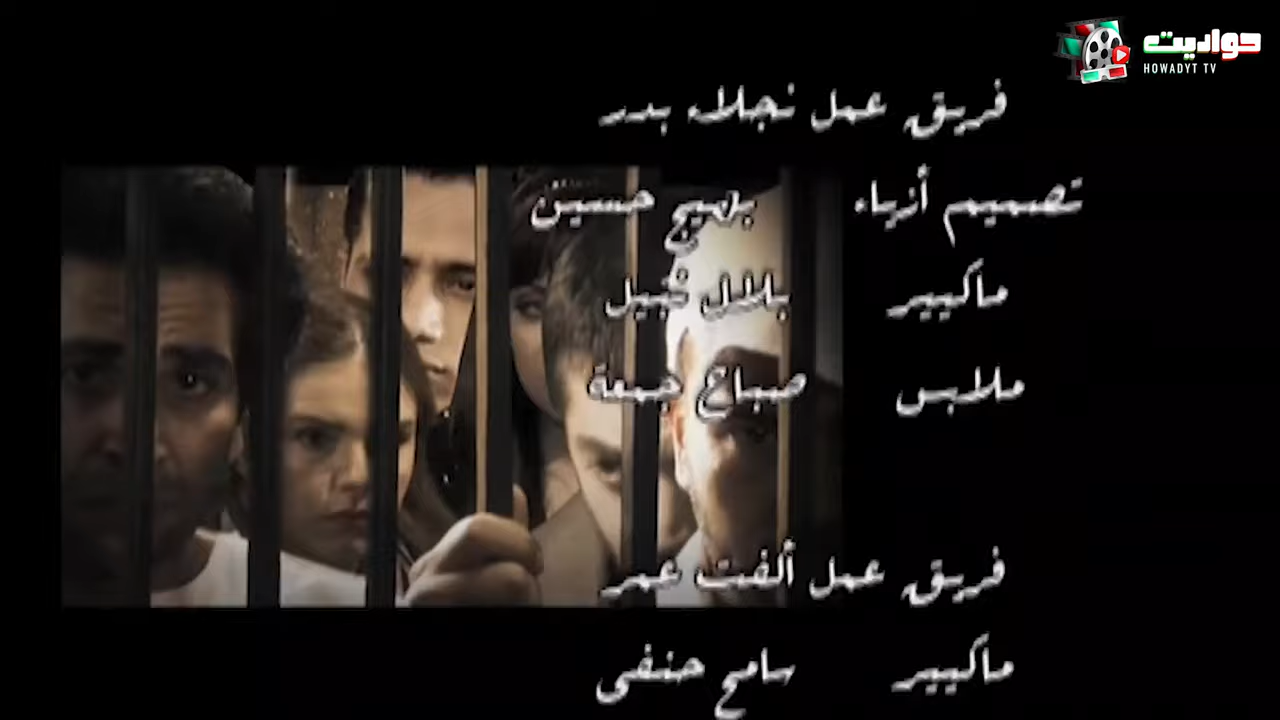 حواديت
HOWADYT TV
فريق عمل نجلاء بدر
تصميم أزياء بهيج حسين
ماكيير بلال نبيل
ملابس صباح جمعة
فريق عمل ألفت عمر
ماكيير سامح حنفى